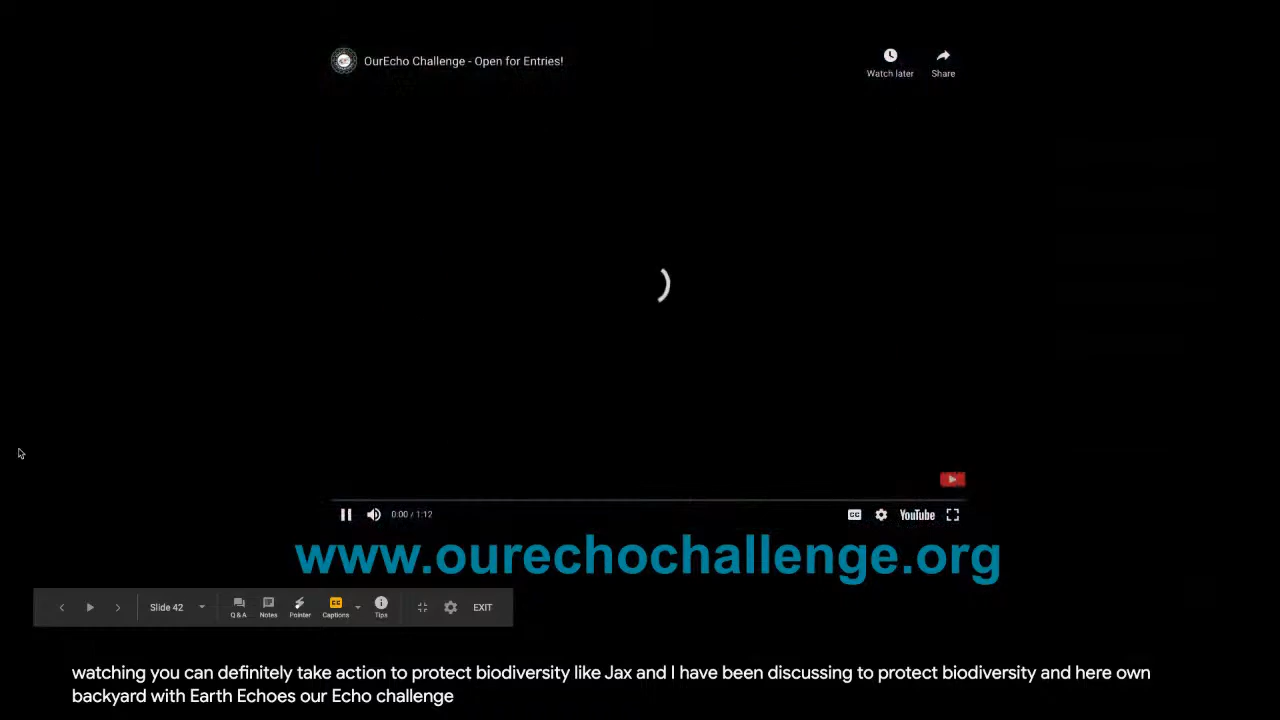 OurEcho Challenge - Open for Entries!
Watch later
Share
0:00 / 1:12
CC
YouTube
www.ourechochallenge.org
Slide 42
Q&A
Notes
Pointer
CC
Captions
Tips
EXIT
watching you can definitely take action to protect biodiversity like Jax and I have been discussing to protect biodiversity and here own
backyard with Earth Echoes our Echo challenge